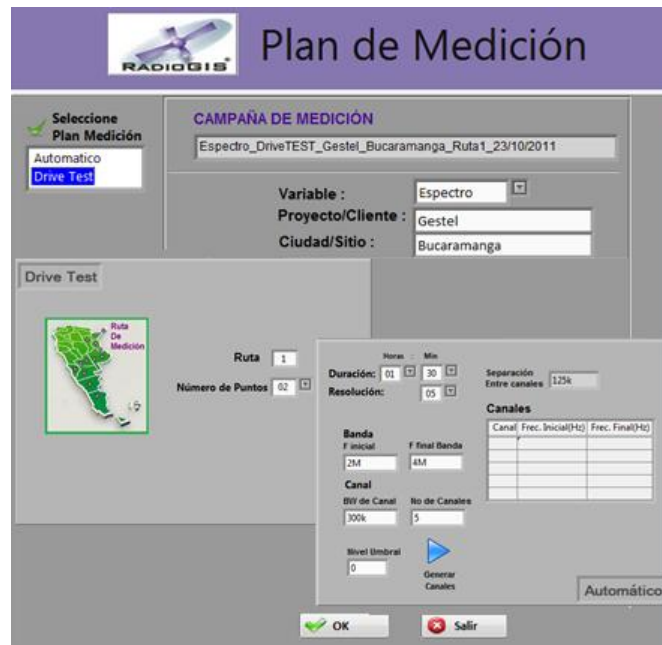 RADIOGIS
Plan de Medición
Seleccione
Plan Medición
Automatico
Drive Test
CAMPAÑA DE MEDICIÓN
Espectro_DriveTEST_Gestel_Bucaramanga_Ruta1_23/10/2011
Variable : Espectro
Proyecto/Cliente : Gestel
Ciudad/Sitio : Bucaramanga
Drive Test
Ruta
De
Medición
Ruta 1
Número de Puntos 02
Horas : Min
Duración: 01 30
Resolución: 05
Separación
Entre canales 125k
Canales
Canal Frec. Inicial(Hz) Frec. Final(Hz)
Banda
F inicial F final Banda
2M 4M
Canal
BW de Canal No de Canales
300k 5
Nivel Umbral
0
Generar
Canales
Automático
OK Salir